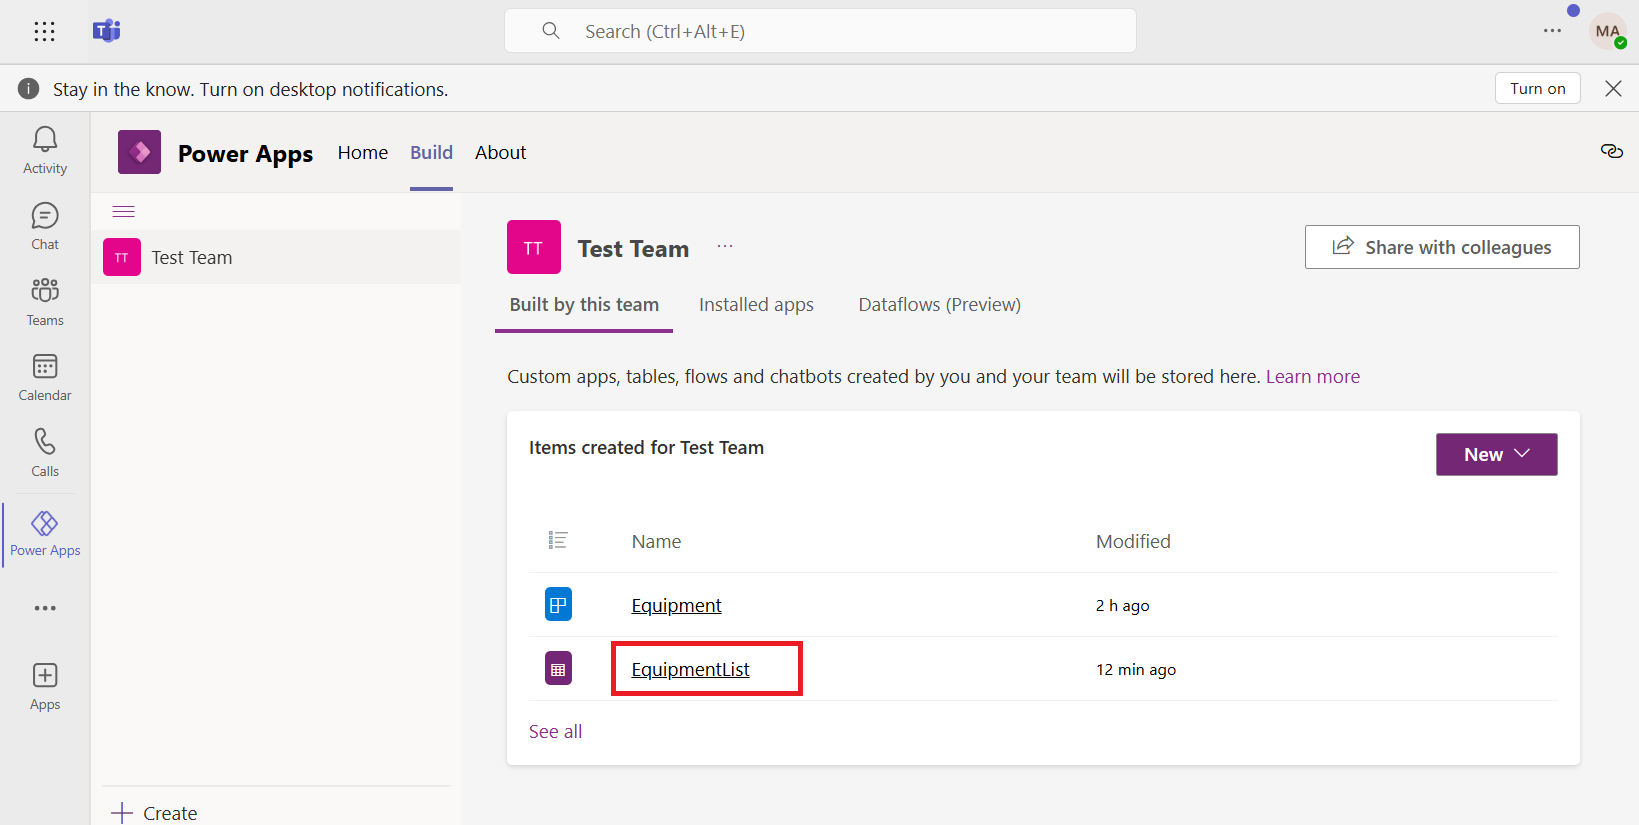 Search (Ctrl+Alt+E)
MA
Stay in the know. Turn on desktop notifications.
Turn on
Activity
Chat
Teams
Calendar
Calls
Power Apps
Apps
Power Apps
Home
Build
About
TT
Test Team
Create
TT
Test Team
Share with colleagues
Built by this team
Installed apps
Dataflows (Preview)
Custom apps, tables, flows and chatbots created by you and your team will be stored here. Learn more
Items created for Test Team
New
Name
Modified
Equipment
2 h ago
EquipmentList
12 min ago
See all